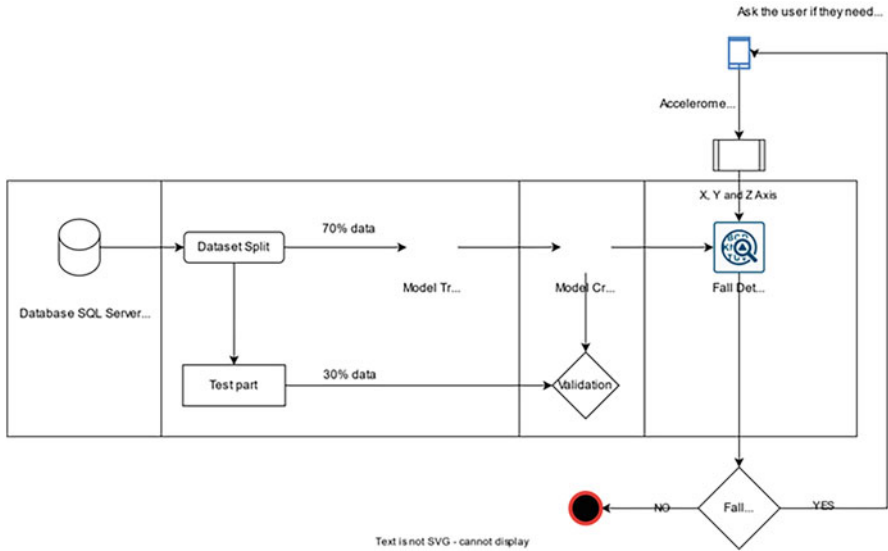 Ask the user if they need...
Accelerome...
X, Y and Z Axis
Dataset Split
70% data
Model Tr...
Model Cr...
Fall Det...
Database SQL Server...
Test part
30% data
Validation
NO
Fall...
YES
Text is not SVG - cannot display